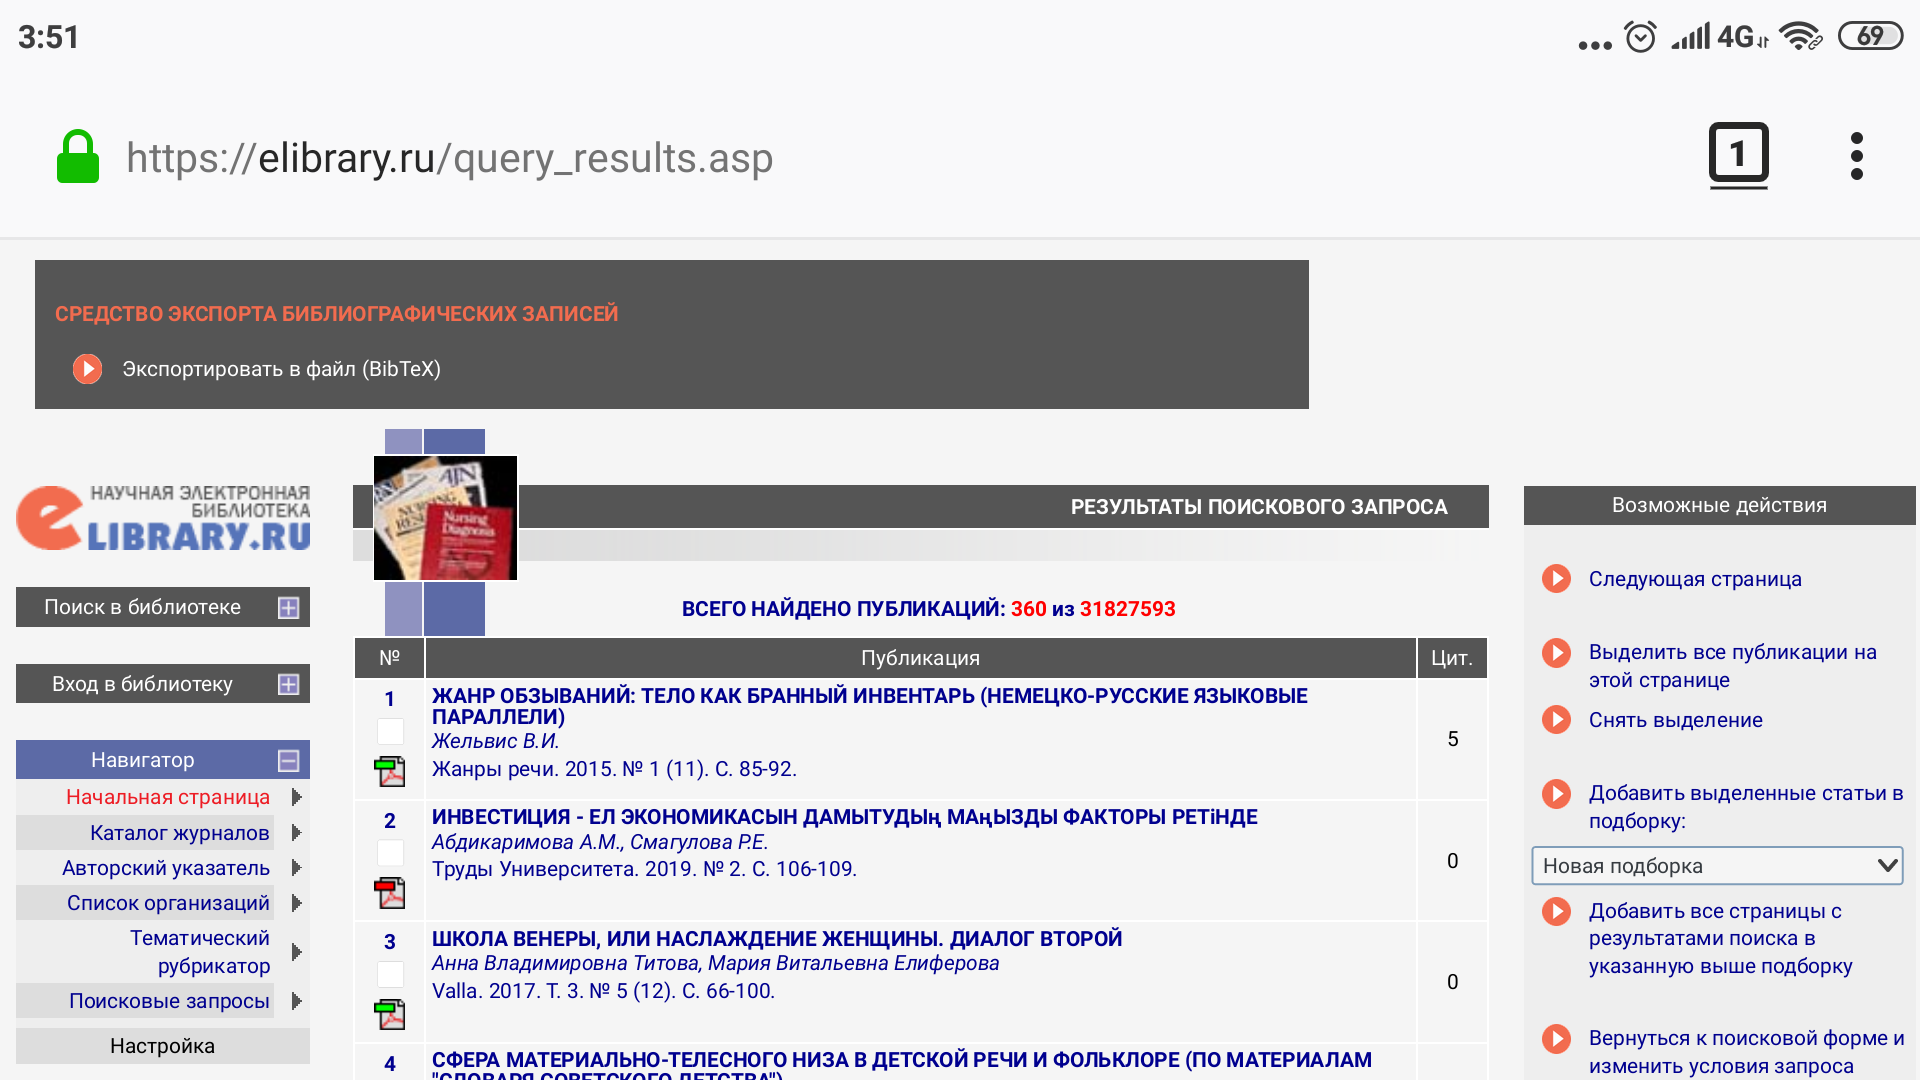 3:51
4G
69
https://elibrary.ru/query_results.asp
1
СРЕДСТВО ЭКСПОРТА БИБЛИОГРАФИЧЕСКИХ ЗАПИСЕЙ
Экспортировать в файл (BibTeX)
НАУЧНАЯ ЭЛЕКТРОННАЯ
БИБЛИОТЕКА
eLIBRARY.RU
Поиск в библиотеке
Вход в библиотеку
Навигатор
Начальная страница
Каталог журналов
Авторский указатель
Список организаций
Тематический
рубрикатор
Поисковые запросы
Настройка
AJN
Nursing
Diagnosis
РЕЗУЛЬТАТЫ ПОИСКОВОГО ЗАПРОСА
ВСЕГО НАЙДЕНО ПУБЛИКАЦИЙ: 360 из 31827593
№ Публикация Цит.
1
ЖАНР ОБЗЫВАНИЙ: ТЕЛО КАК БРАННЫЙ ИНВЕНТАРЬ (НЕМЕЦКО-РУССКИЕ ЯЗЫКОВЫЕ
ПАРАЛЛЕЛИ)
Жельвис В.И.
Жанры речи. 2015. № 1 (11). С. 85-92.
5
2
ИНВЕСТИЦИЯ - ЕЛ ЭКОНОМИКАСЫН ДАМЫТУДЫң МАңЫЗДЫ ФАКТОРЫ РЕТіНДЕ
Абдикаримова А.М., Смагулова Р.Е.
Труды Университета. 2019. № 2. С. 106-109.
0
3
ШКОЛА ВЕНЕРЫ, ИЛИ НАСЛАЖДЕНИЕ ЖЕНЩИНЫ. ДИАЛОГ ВТОРОЙ
Анна Владимировна Титова, Мария Витальевна Елиферова
Valla. 2017. Т. 3. № 5 (12). С. 66-100.
0
4
СФЕРА МАТЕРИАЛЬНО-ТЕЛЕСНОГО НИЗА В ДЕТСКОЙ РЕЧИ И ФОЛЬКЛОРЕ (ПО МАТЕРИАЛАМ
"СЛОВАРЯ СОВЕТСКОГО ДЕТСТВА")
Возможные действия
Следующая страница
Выделить все публикации на
этой странице
Снять выделение
Добавить выделенные статьи в
подборку:
Новая подборка
Добавить все страницы с
результатами поиска в
указанную выше подборку
Вернуться к поисковой форме и
изменить условия запроса